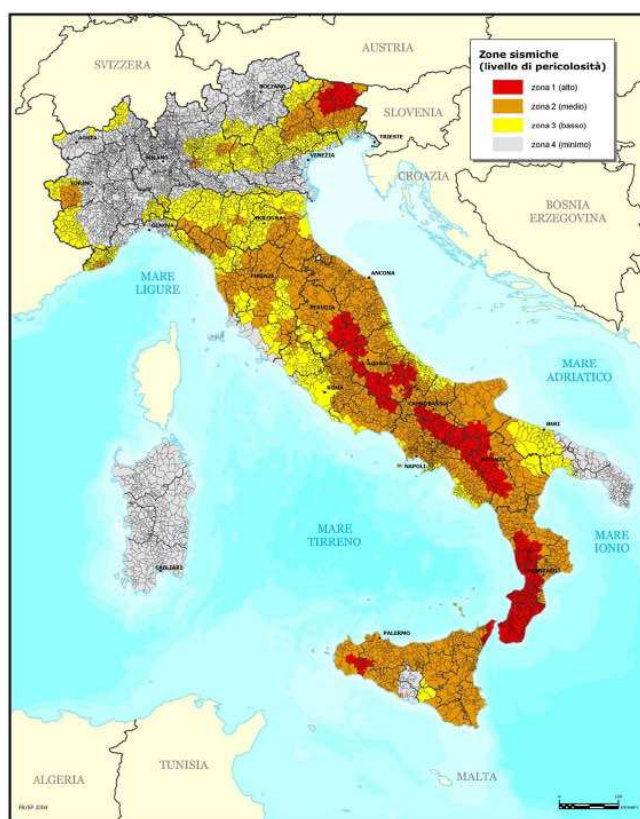 AUSTRIA
SVIZZERA
Zone sismiche
(livello di pericolosità)
zona 1 (alto)
zona 2 (medio)
zona 3 (basso)
zona 4 (minimo)
BOLZANO
SLOVENIA
AOSTA
MILANO
TRIESTE
VENEZIA
CROAZIA
TORINO
BOSNIA
ERZEGOVINA
BOLOGNA
GENOVA
MARE
LIGURE
FIRENZE
ANCONA
PERUGIA
MARE
ADRIATICO
ROMA
CAMPOBASSO
BARI
NAPOLI
POTENZA
MARE
TIRRENO
MARE
IONIO
CAGLIARI
CATANZARO
PALERMO
ALGERIA
TUNISIA
MALTA